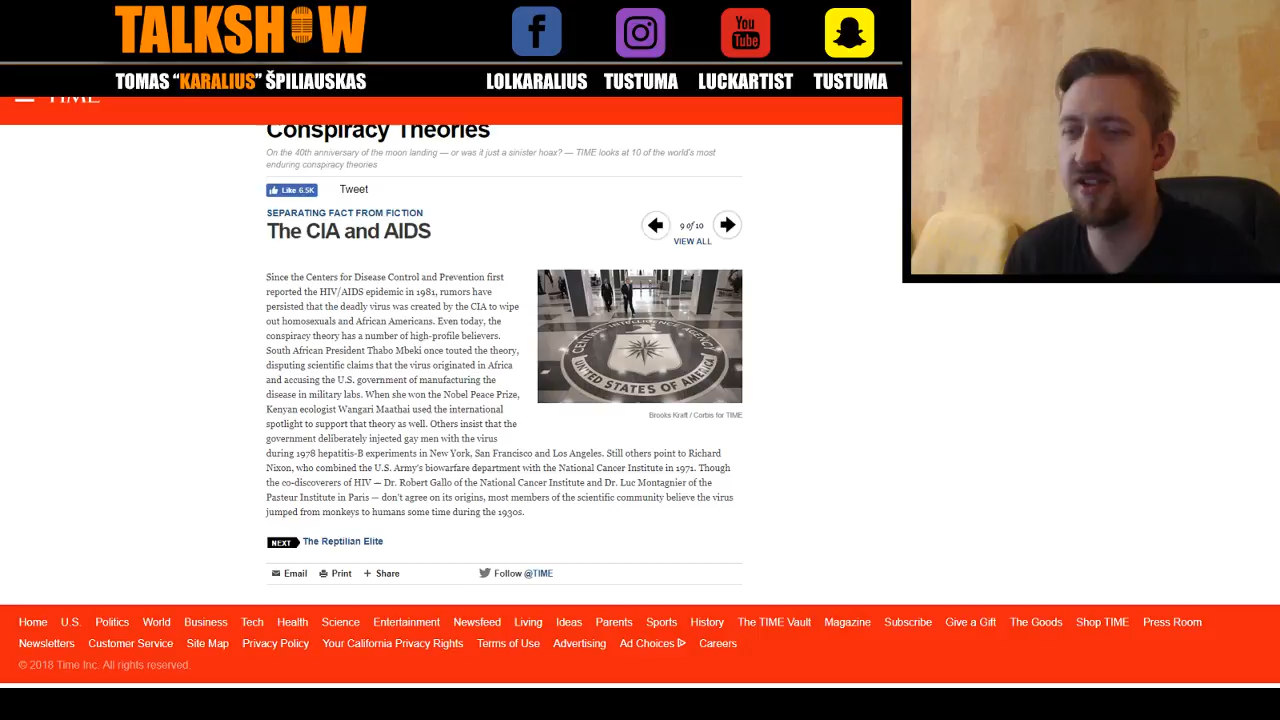 TALKSHOW
TOMAS “KARALIUS” ŠPILIAUSKAS
LOLKARALIUS
TUSTUMA
You
Tube
LUCKARTIST
TUSTUMA
TIME
Conspiracy Theories
On the 40th anniversary of the moon landing — or was it just a sinister hoax? — TIME looks at 10 of the world's most
enduring conspiracy theories
Like 6.5K
Tweet
SEPARATING FACT FROM FICTION
The CIA and AIDS
9 of 10
VIEW ALL
Since the Centers for Disease Control and Prevention first
reported the HIV/AIDS epidemic in 1981, rumors have
persisted that the deadly virus was created by the CIA to wipe
out homosexuals and African Americans. Even today, the
conspiracy theory has a number of high-profile believers.
South African President Thabo Mbeki once touted the theory,
disputing scientific claims that the virus originated in Africa
and accusing the U.S. government of manufacturing the
disease in military labs. When she won the Nobel Peace Prize,
Kenyan ecologist Wangari Maathai used the international
spotlight to support that theory as well. Others insist that the
government deliberately injected gay men with the virus
during 1978 hepatitis-B experiments in New York, San Francisco and Los Angeles. Still others point to Richard
Nixon, who combined the U.S. Army's biowarfare department with the National Cancer Institute in 1971. Though
the co-discoverers of HIV — Dr. Robert Gallo of the National Cancer Institute and Dr. Luc Montagnier of the
Pasteur Institute in Paris — don't agree on its origins, most members of the scientific community believe the virus
jumped from monkeys to humans some time during the 1930s.
CENTRAL INTELLIGENCE AGENCY
UNITED STATES OF AMERICA
Brooks Kraft / Corbis for TIME
NEXT The Reptilian Elite
Email Print + Share Follow @TIME
Home U.S. Politics World Business Tech Health Science Entertainment Newsfeed Living Ideas Parents Sports History The TIME Vault Magazine Subscribe Give a Gift The Goods Shop TIME Press Room
Newsletters Customer Service Site Map Privacy Policy Your California Privacy Rights Terms of Use Advertising Ad Choices Careers
© 2018 Time Inc. All rights reserved.